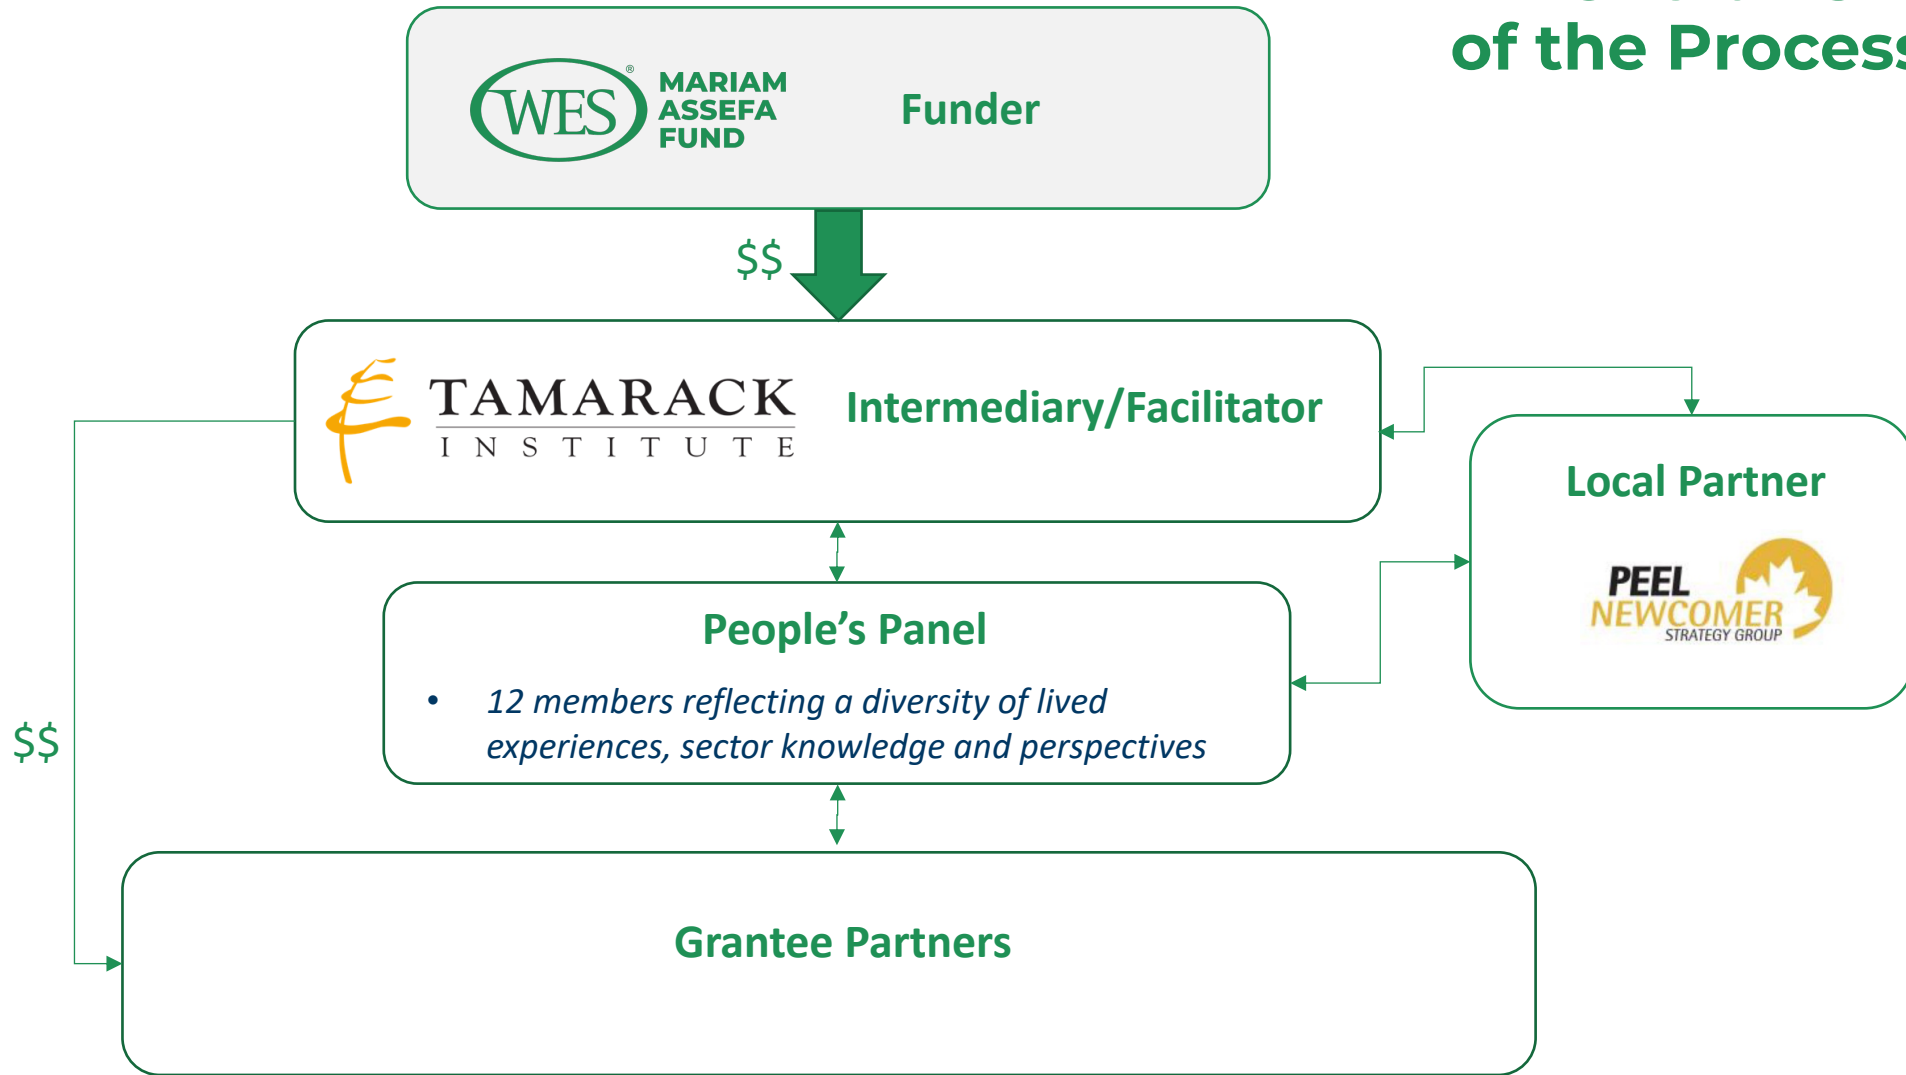 of the Process
WES®
MARIAM
ASSEFA
FUND
Funder
$$
TAMARACK
INSTITUTE
Intermediary/Facilitator
Local Partner
PEEL
NEWCOMER
STRATEGY GROUP
People’s Panel
• 12 members reflecting a diversity of lived
experiences, sector knowledge and perspectives
$$
Grantee Partners